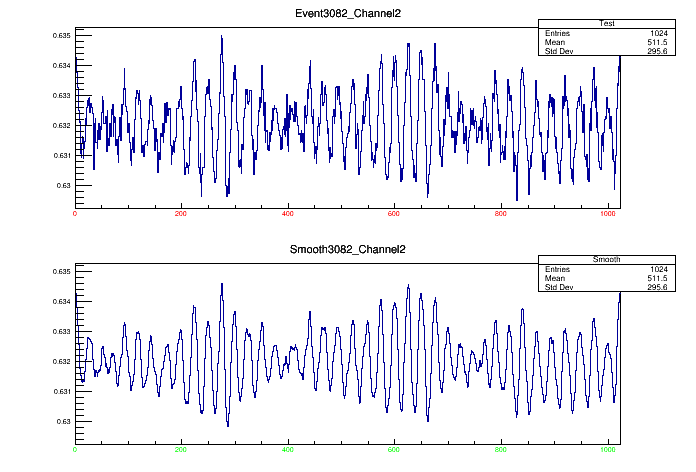 Event3082_Channel2
Test
Entries 1024
Mean 511.5
Std Dev 295.6
0.635
0.634
0.633
0.632
0.631
0.63
0 200 400 600 800 1000
Smooth3082_Channel2
Smooth
Entries 1024
Mean 511.5
Std Dev 295.6
0.635
0.634
0.633
0.632
0.631
0.63
0 200 400 600 800 1000